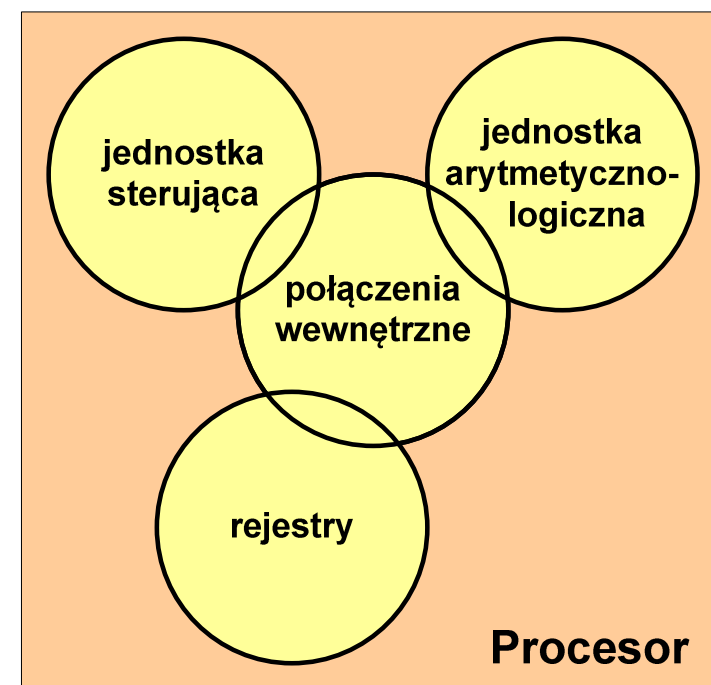 jednostka
sterująca
jednostka
arytmetyczno-
logiczna
połączenia
wewnętrzne
rejestry
Procesor